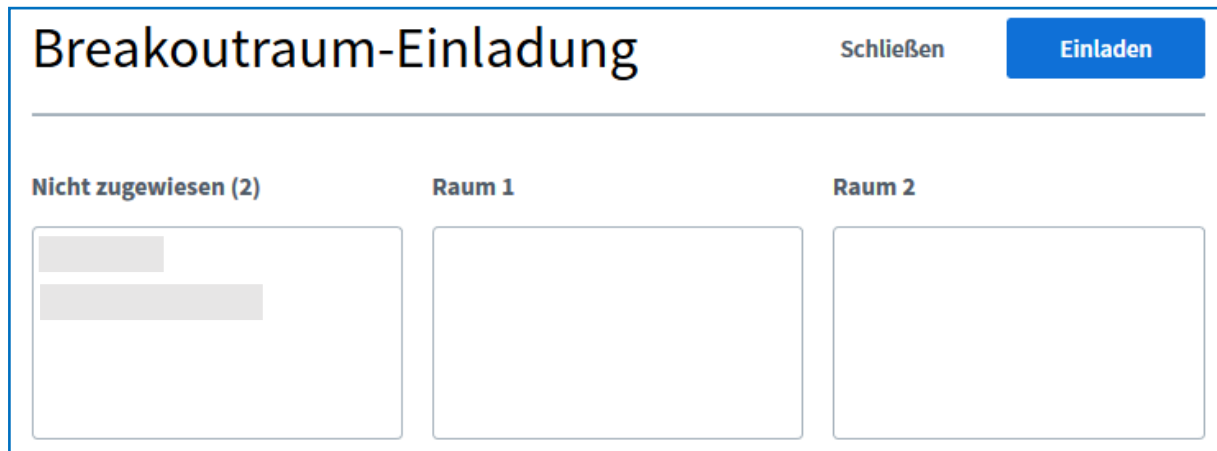 Breakoutraum-Einladung
Schließen
Einladen
Nicht zugewiesen (2)
Raum 1
Raum 2